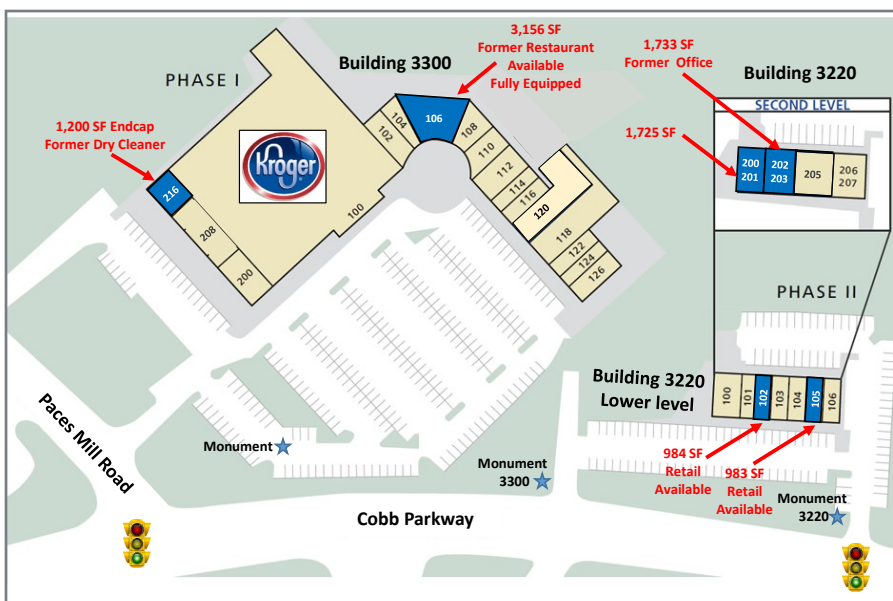 3,156 SF
Former Restaurant
Available
Fully Equipped
1,733 SF
Former Office
Building 3300
Building 3220
PHASE I
SECOND LEVEL
1,200 SF Endcap
Former Dry Cleaner
1,725 SF
Kroger
106
104
102
108
110
112
114
116
120
118
122
124
126
100
216
208
200
200
201
202
203
205
206
207
PHASE II
Building 3220
Lower level
100
101
102
103
104
105
106
984 SF
Retail
Available
983 SF
Retail
Available
Paces Mill Road
Monument
Monument
3300
Monument
3220
Cobb Parkway